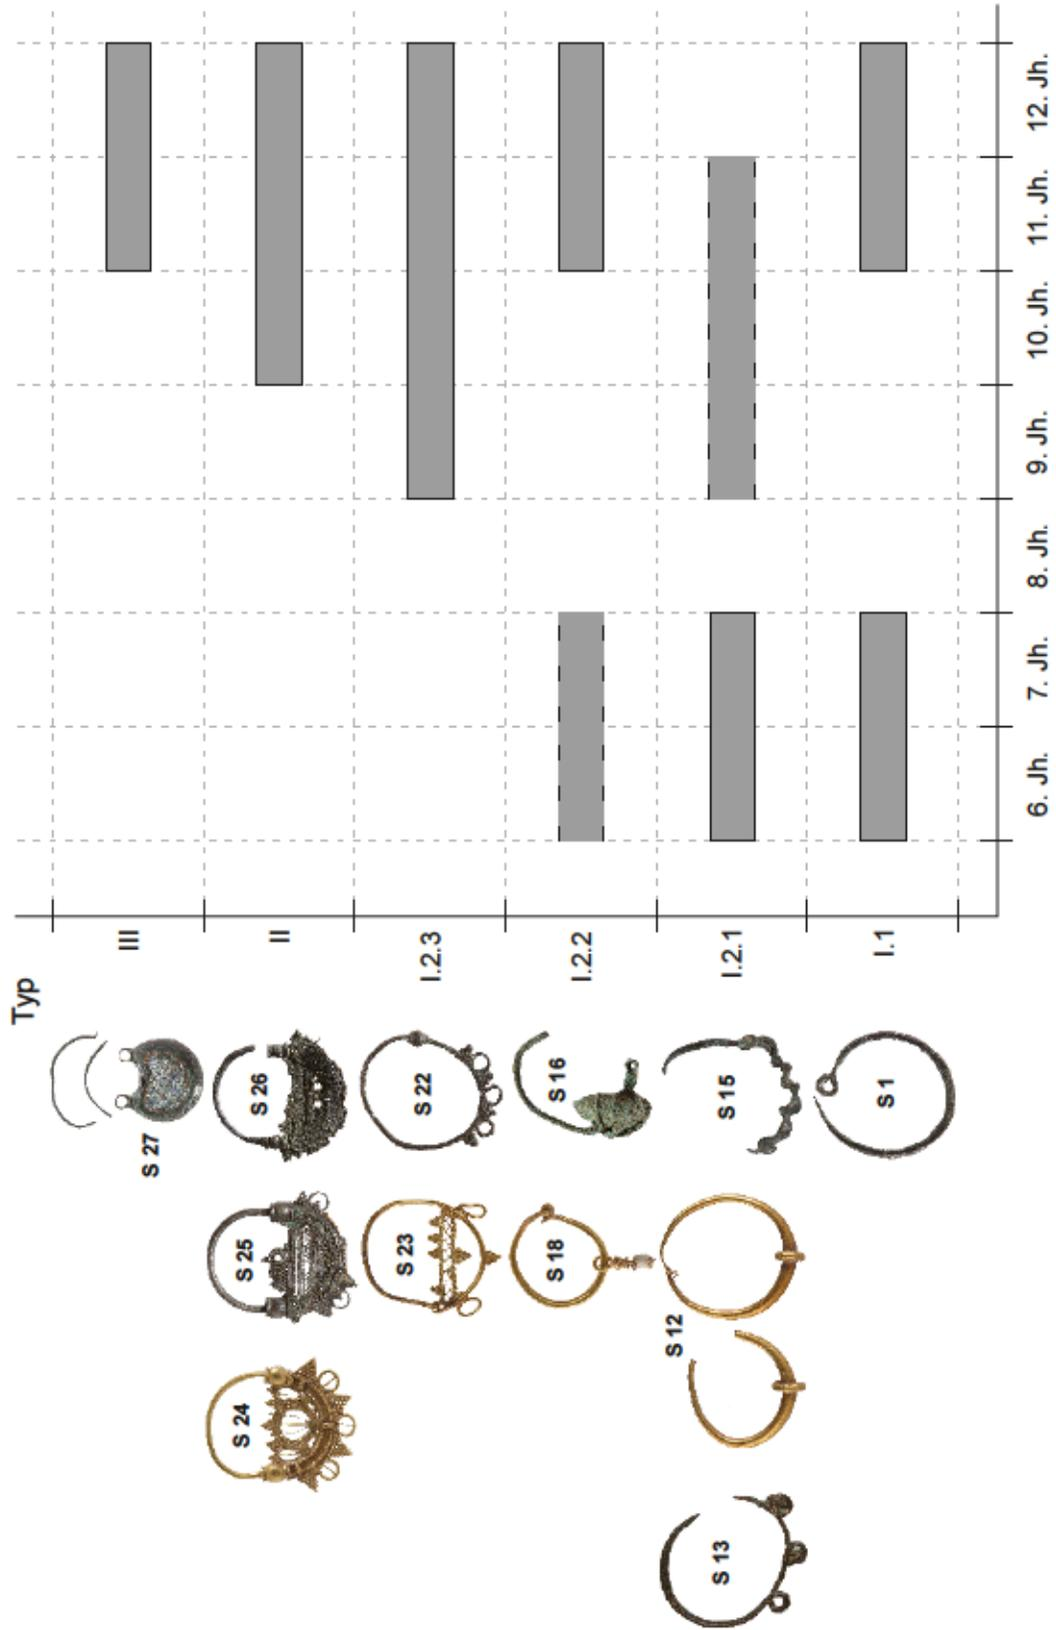 Typ
III
II
I.2.3
I.2.2
I.2.1
I.1
S 27
S 24
S 25
S 26
S 23
S 22
S 18
S 16
S 13
S 12
S 15
S 1
6. Jh.
7. Jh.
8. Jh.
9. Jh.
10. Jh.
11. Jh.
12. Jh.